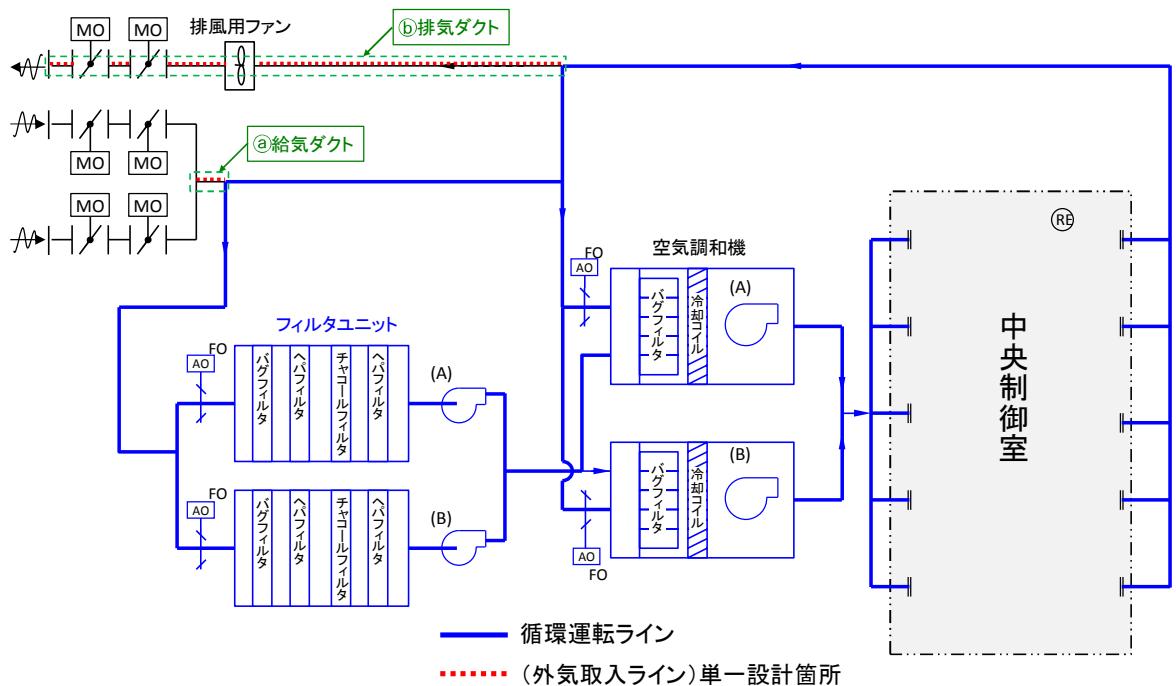 排風用ファン
ⓑ排気ダクト
MO
MO
MO
MO
ⓐ給気ダクト
MO
MO
RE
空気調和機
FO
AO
バグフィルタ
冷却コイル
(A)
フィルタユニット
FO
AO
バグフィルタ
ヘパフィルタ
チャコールフィルタ
ヘパフィルタ
(A)
中央制御室
FO
AO
バグフィルタ
ヘパフィルタ
チャコールフィルタ
ヘパフィルタ
(B)
バグフィルタ
冷却コイル
(B)
AO
FO
循環運転ライン
(外気取入ライン)単一設計箇所